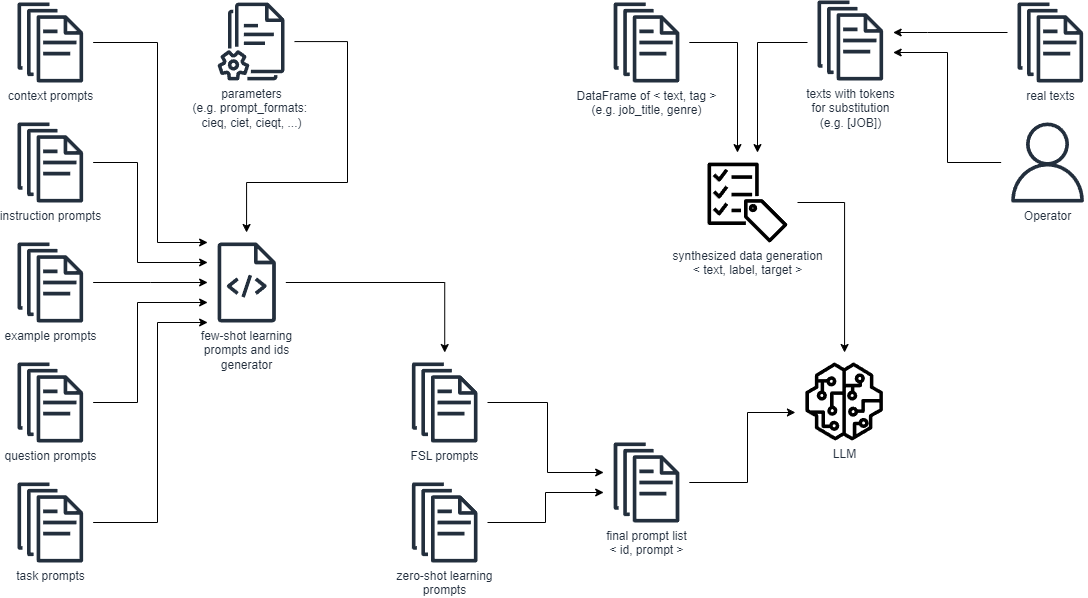 context prompts
parameters
(e.g. prompt_formats:
cieq, ciet, cieqt, ...)
DataFrame of < text, tag >
(e.g. job_title, genre)
texts with tokens
for substitution
(e.g. [JOB])
real texts
instruction prompts
Operator
synthesized data generation
< text, label, target >
example prompts
</>
few-shot learning
prompts and ids
generator
question prompts
FSL prompts
LLM
final prompt list
< id, prompt >
task prompts
zero-shot learning
prompts